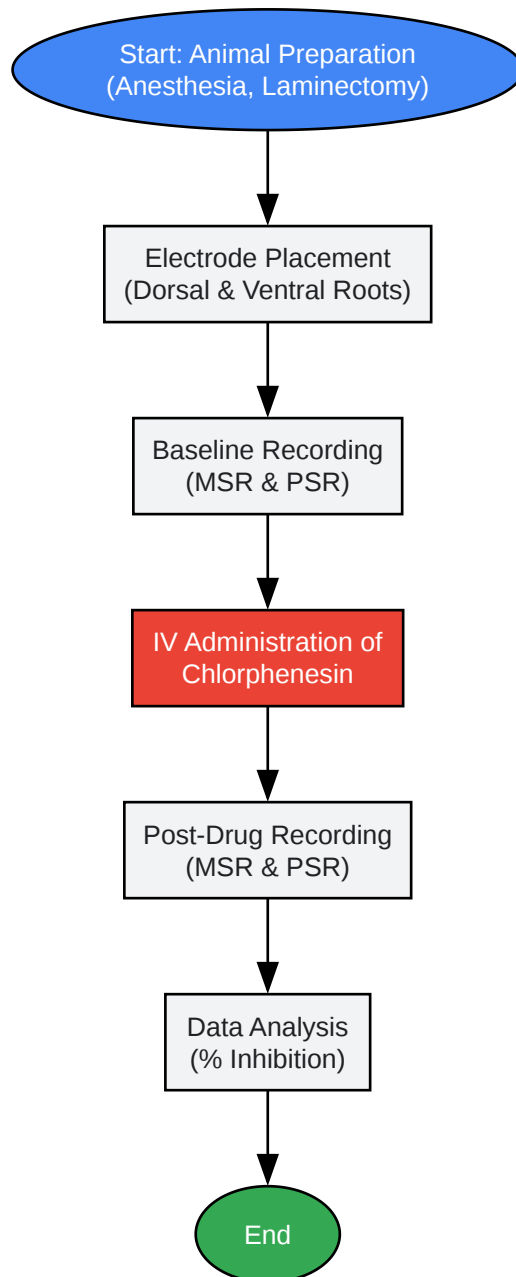 Start: Animal Preparation
(Anesthesia, Laminectomy)
Electrode Placement
(Dorsal & Ventral Roots)
Baseline Recording
(MSR & PSR)
IV Administration of
Chlorphenesin
Post-Drug Recording
(MSR & PSR)
Data Analysis
(% Inhibition)
End